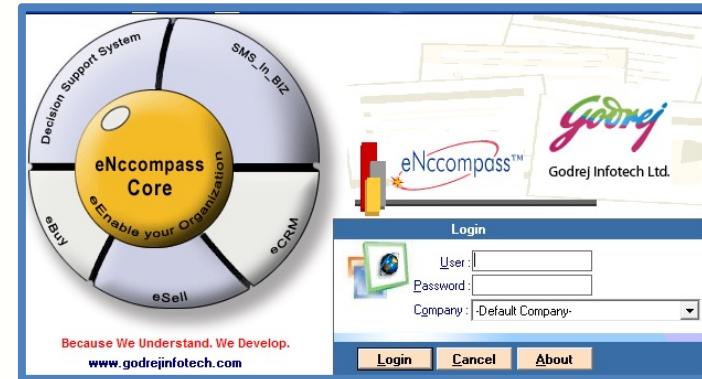 Decision Support System
SMS_In_BIZ
eNccompass
Core
eEnable your Organization
eBuy
eCRM
eSell
Because We Understand. We Develop.
www.godrejinfotech.com
eNccompass™
Godrej
Godrej Infotech Ltd.
Login
User :
Password :
Company : -Default Company-
Login Cancel About